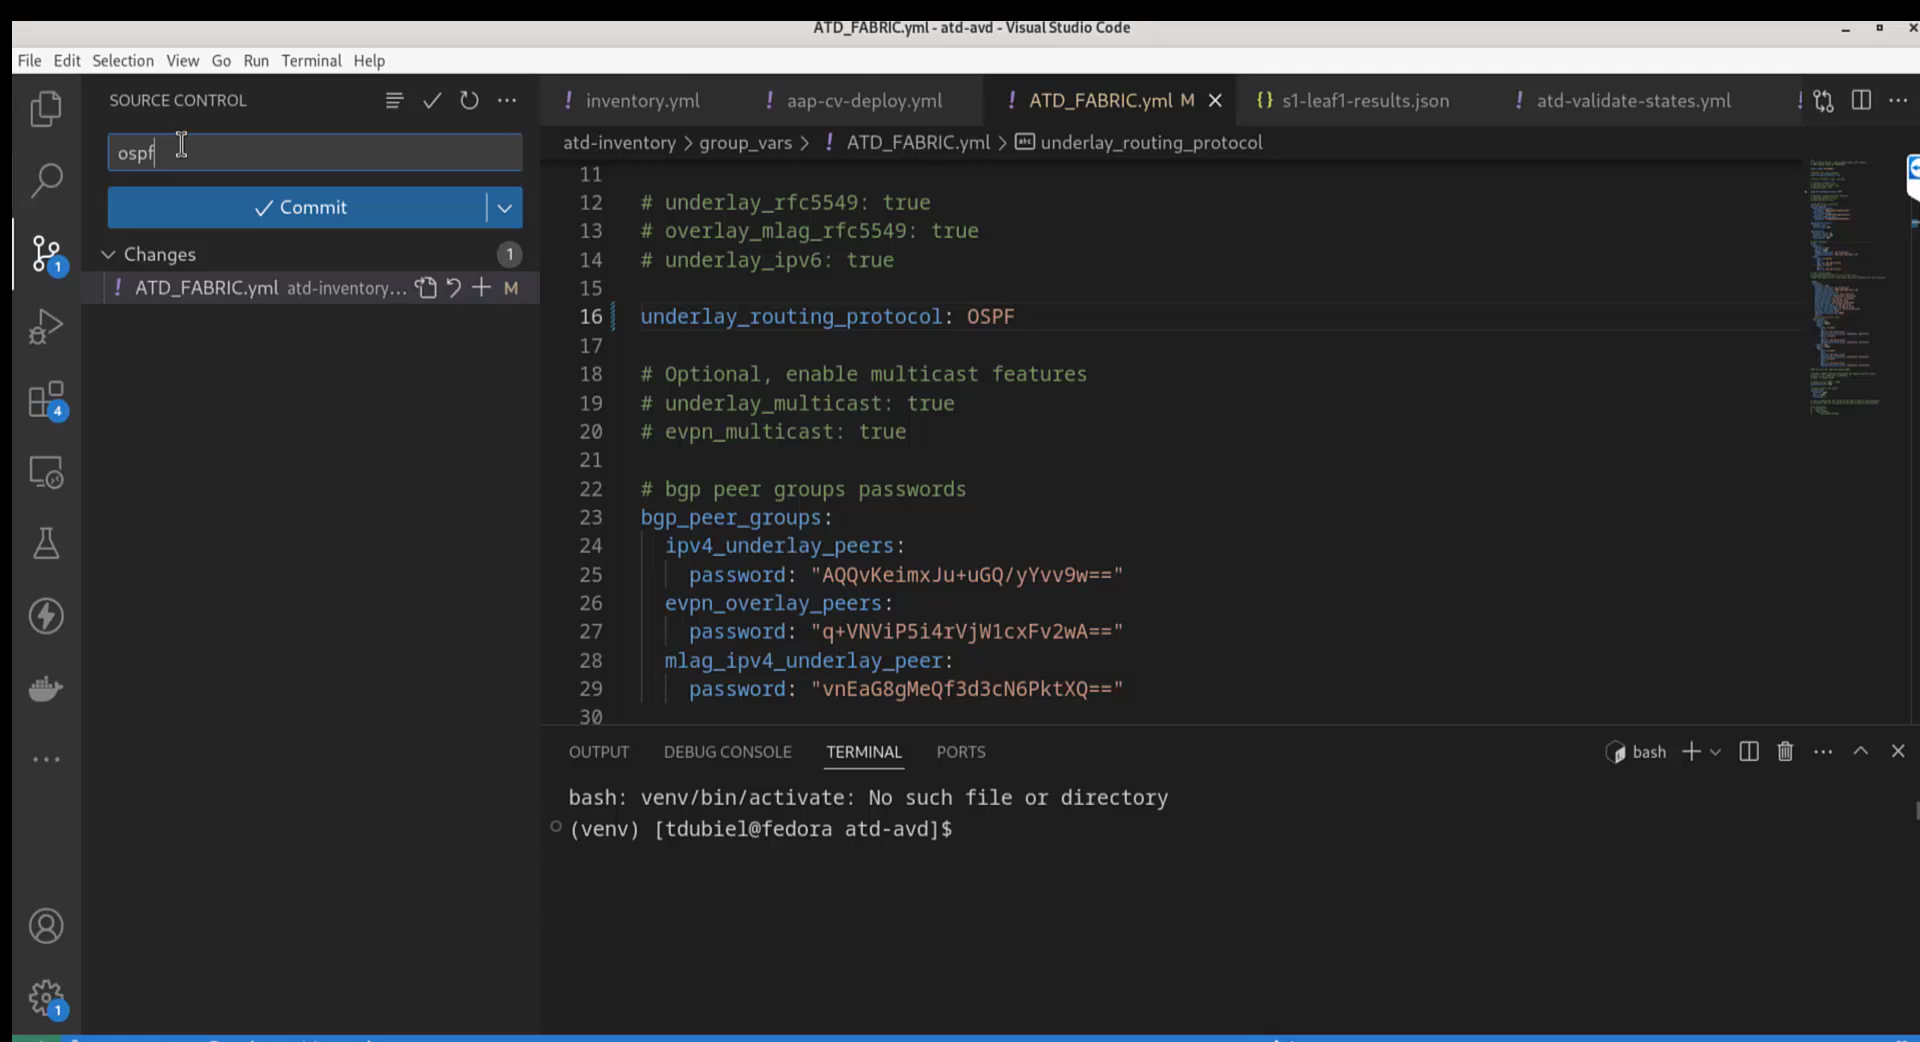 ATD_FABRIC.yml - atd-avd - Visual Studio Code
File Edit Selection View Go Run Terminal Help
SOURCE CONTROL
ospf
Commit
Changes 1
ATD_FABRIC.yml atd-inventory... M
1
4
1
inventory.yml aap-cv-deploy.yml ATD_FABRIC.yml M s1-leaf1-results.json atd-validate-states.yml
atd-inventory > group_vars > ! ATD_FABRIC.yml > underlay_routing_protocol
11
12 # underlay_rfc5549: true
13 # overlay_mlag_rfc5549: true
14 # underlay_ipv6: true
15
16 underlay_routing_protocol: OSPF
17
18 # Optional, enable multicast features
19 # underlay_multicast: true
20 # evpn_multicast: true
21
22 # bgp peer groups passwords
23 bgp_peer_groups:
24 ipv4_underlay_peers:
25 password: "AQQvKeimxJu+uGQ/yYvv9w=="
26 evpn_overlay_peers:
27 password: "q+VNViP5i4rVjW1cxFv2wA=="
28 mlag_ipv4_underlay_peer:
29 password: "vnEaG8gMeQf3d3cN6PktXQ=="
30
OUTPUT DEBUG CONSOLE TERMINAL PORTS bash
bash: venv/bin/activate: No such file or directory
(venv) [tdubiel@fedora atd-avd]$